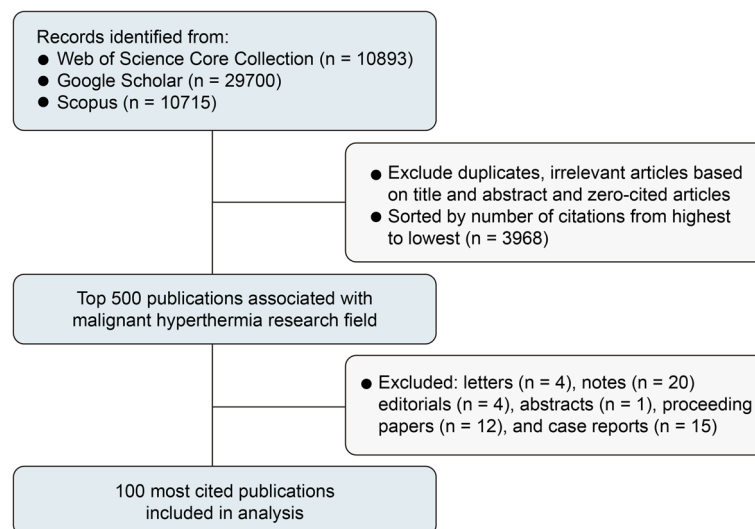 Records identified from:
● Web of Science Core Collection (n = 10893)
● Google Scholar (n = 29700)
● Scopus (n = 10715)
● Exclude duplicates, irrelevant articles based
on title and abstract and zero-cited articles
● Sorted by number of citations from highest
to lowest (n = 3968)
Top 500 publications associated with
malignant hyperthermia research field
● Excluded: letters (n = 4), notes (n = 20)
editorials (n = 4), abstracts (n = 1), proceeding
papers (n = 12), and case reports (n = 15)
100 most cited publications
included in analysis